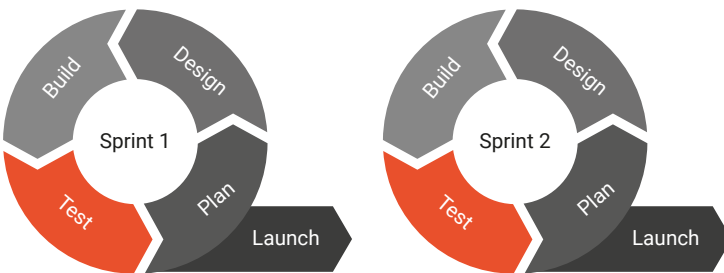 Build
Design
Sprint 1
Test
Plan
Launch
Build
Design
Sprint 2
Test
Plan
Launch